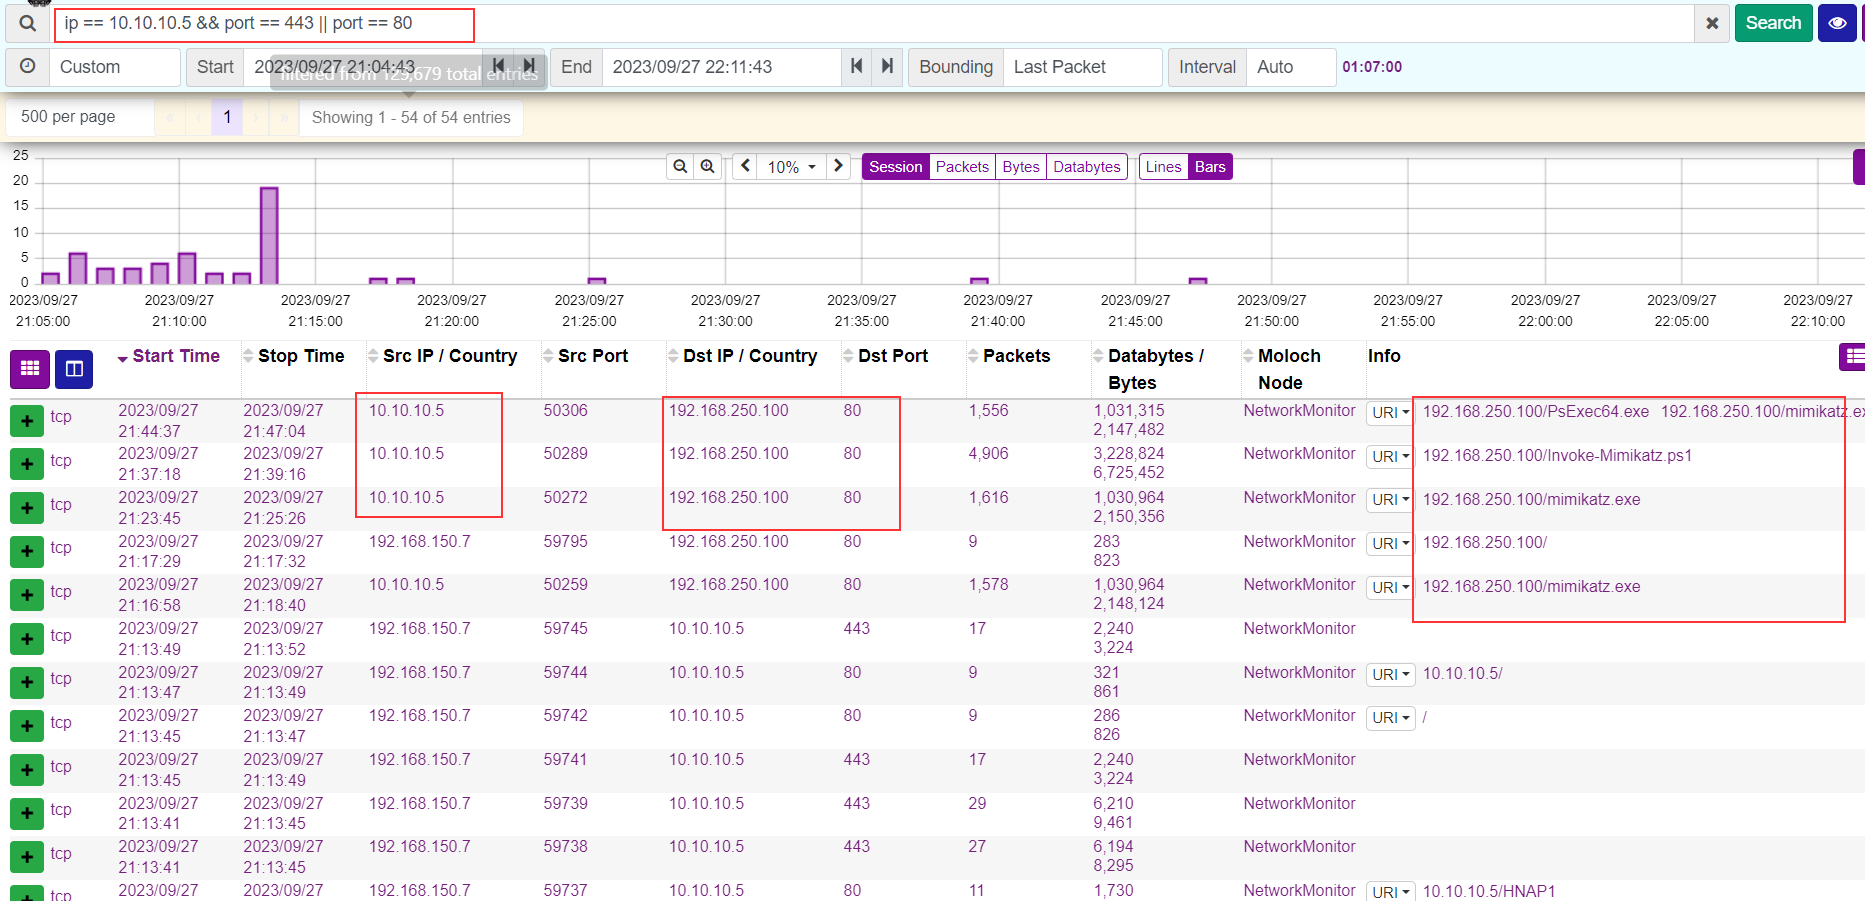 ip == 10.10.10.5 && port == 443 || port == 80
Search
Custom Start 2023/09/27 21:04:43 End 2023/09/27 22:11:43 Bounding Last Packet Interval Auto 01:07:00
filtered from 125,679 total entries
500 per page « ‹ 1 › » Showing 1 - 54 of 54 entries
10% Session Packets Bytes Databytes Lines Bars
25
20
15
10
5
0
2023/09/27 2023/09/27 2023/09/27 2023/09/27 2023/09/27 2023/09/27 2023/09/27 2023/09/27 2023/09/27 2023/09/27 2023/09/27 2023/09/27 2023/09/27 2023/09/27
21:05:00 21:10:00 21:15:00 21:20:00 21:25:00 21:30:00 21:35:00 21:40:00 21:45:00 21:50:00 21:55:00 22:00:00 22:05:00 22:10:00
Start Time Stop Time Src IP / Country Src Port Dst IP / Country Dst Port Packets Databytes / Moloch Info
Bytes Node
tcp 2023/09/27 2023/09/27 10.10.10.5 50306 192.168.250.100 80 1,556 1,031,315 NetworkMonitor URI 192.168.250.100/PsExec64.exe 192.168.250.100/mimikatz.ex
21:44:37 21:47:04 2,147,482
tcp 2023/09/27 2023/09/27 10.10.10.5 50289 192.168.250.100 80 4,906 3,228,824 NetworkMonitor URI 192.168.250.100/Invoke-Mimikatz.ps1
21:37:18 21:39:16 6,725,452
tcp 2023/09/27 2023/09/27 10.10.10.5 50272 192.168.250.100 80 1,616 1,030,964 NetworkMonitor URI 192.168.250.100/mimikatz.exe
21:23:45 21:25:26 2,150,356
tcp 2023/09/27 2023/09/27 192.168.150.7 59795 192.168.250.100 80 9 283 NetworkMonitor URI 192.168.250.100/
21:17:29 21:17:32 823
tcp 2023/09/27 2023/09/27 10.10.10.5 50259 192.168.250.100 80 1,578 1,030,964 NetworkMonitor URI 192.168.250.100/mimikatz.exe
21:16:58 21:18:40 2,148,124
tcp 2023/09/27 2023/09/27 192.168.150.7 59745 10.10.10.5 443 17 2,240 NetworkMonitor
21:13:49 21:13:52 3,224
tcp 2023/09/27 2023/09/27 192.168.150.7 59744 10.10.10.5 80 9 321 NetworkMonitor URI 10.10.10.5/
21:13:47 21:13:49 861
tcp 2023/09/27 2023/09/27 192.168.150.7 59742 10.10.10.5 80 9 286 NetworkMonitor URI /
21:13:45 21:13:47 826
tcp 2023/09/27 2023/09/27 192.168.150.7 59741 10.10.10.5 443 17 2,240 NetworkMonitor
21:13:45 21:13:49 3,224
tcp 2023/09/27 2023/09/27 192.168.150.7 59739 10.10.10.5 443 29 6,210 NetworkMonitor
21:13:41 21:13:45 9,461
tcp 2023/09/27 2023/09/27 192.168.150.7 59738 10.10.10.5 443 27 6,194 NetworkMonitor
21:13:41 21:13:45 8,295
tcp 2023/09/27 2023/09/27 192.168.150.7 59737 10.10.10.5 80 11 1,730 NetworkMonitor URI 10.10.10.5/HNAP1